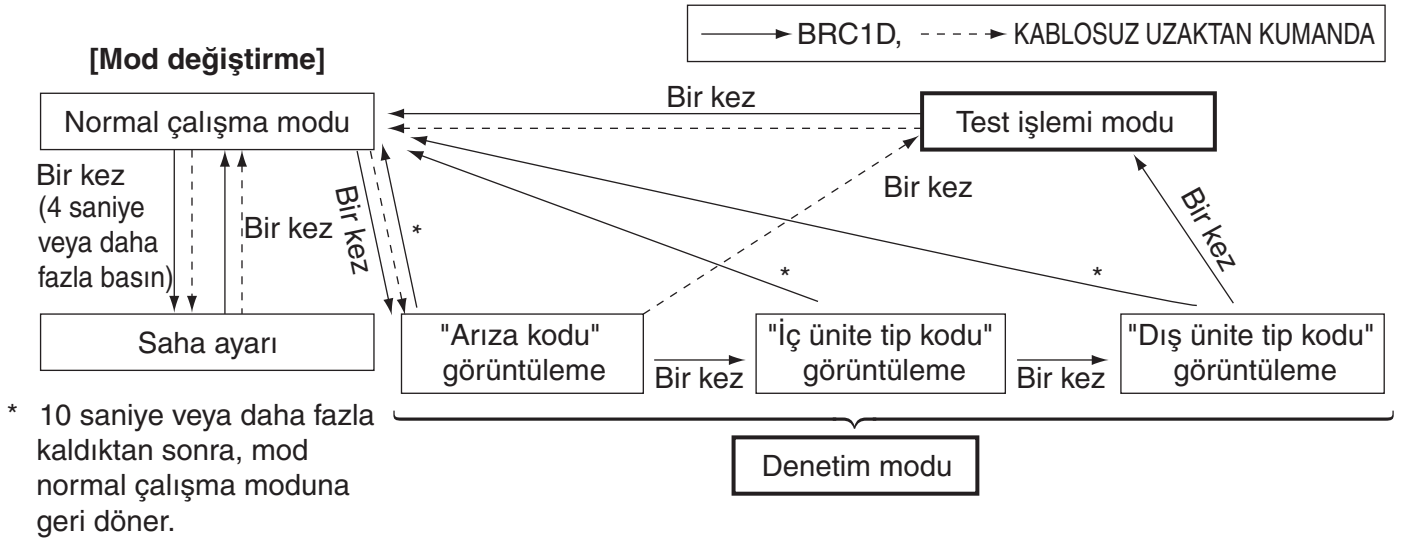 BRC1D, KABLOSUZ UZAKTAN KUMANDA
[Mod değiştirme]
Normal çalışma modu
Bir kez
Test işlemi modu
Bir kez
(4 saniye
veya daha
fazla basın)
Bir kez
Bir kez
*
Bir kez
Bir kez
*
*
Saha ayarı
"Arıza kodu"
görüntüleme
Bir kez
"İç ünite tip kodu"
görüntüleme
Bir kez
"Dış ünite tip kodu"
görüntüleme
* 10 saniye veya daha fazla
kaldıktan sonra, mod
normal çalışma moduna
geri döner.
Denetim modu